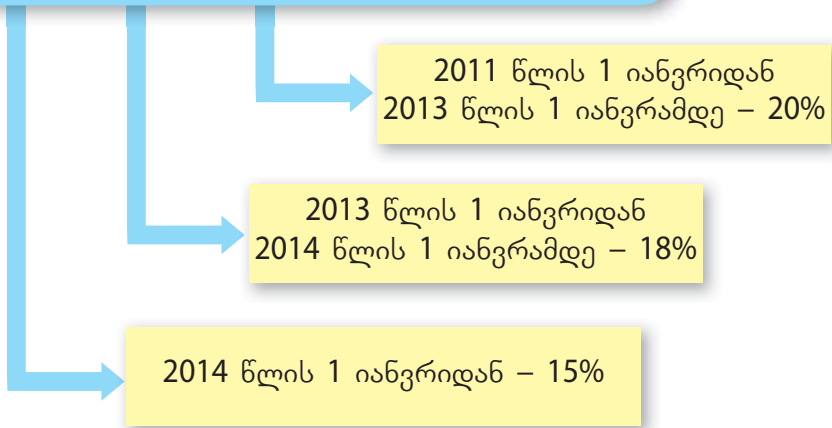 2011 წლის 1 იანვრიდან
2013 წლის 1 იანვრამდე – 20%
2013 წლის 1 იანვრიდან
2014 წლის 1 იანვრამდე – 18%
2014 წლის 1 იანვრიდან – 15%